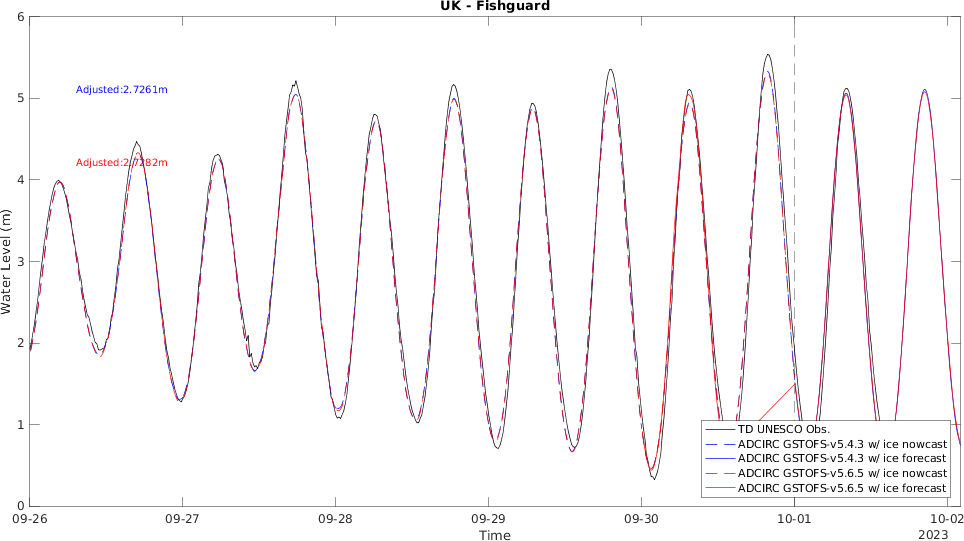 UK - Fishguard
6
5
4
3
2
1
0
Water Level (m)
Adjusted:2.7261m
Adjusted:2.7282m
TD UNESCO Obs.
ADCIRC GSTOFS-v5.4.3 w/ ice nowcast
ADCIRC GSTOFS-v5.4.3 w/ ice forecast
ADCIRC GSTOFS-v5.6.5 w/ ice nowcast
ADCIRC GSTOFS-v5.6.5 w/ ice forecast
09-26 09-27 09-28 09-29 09-30 10-01 10-02
Time
2023